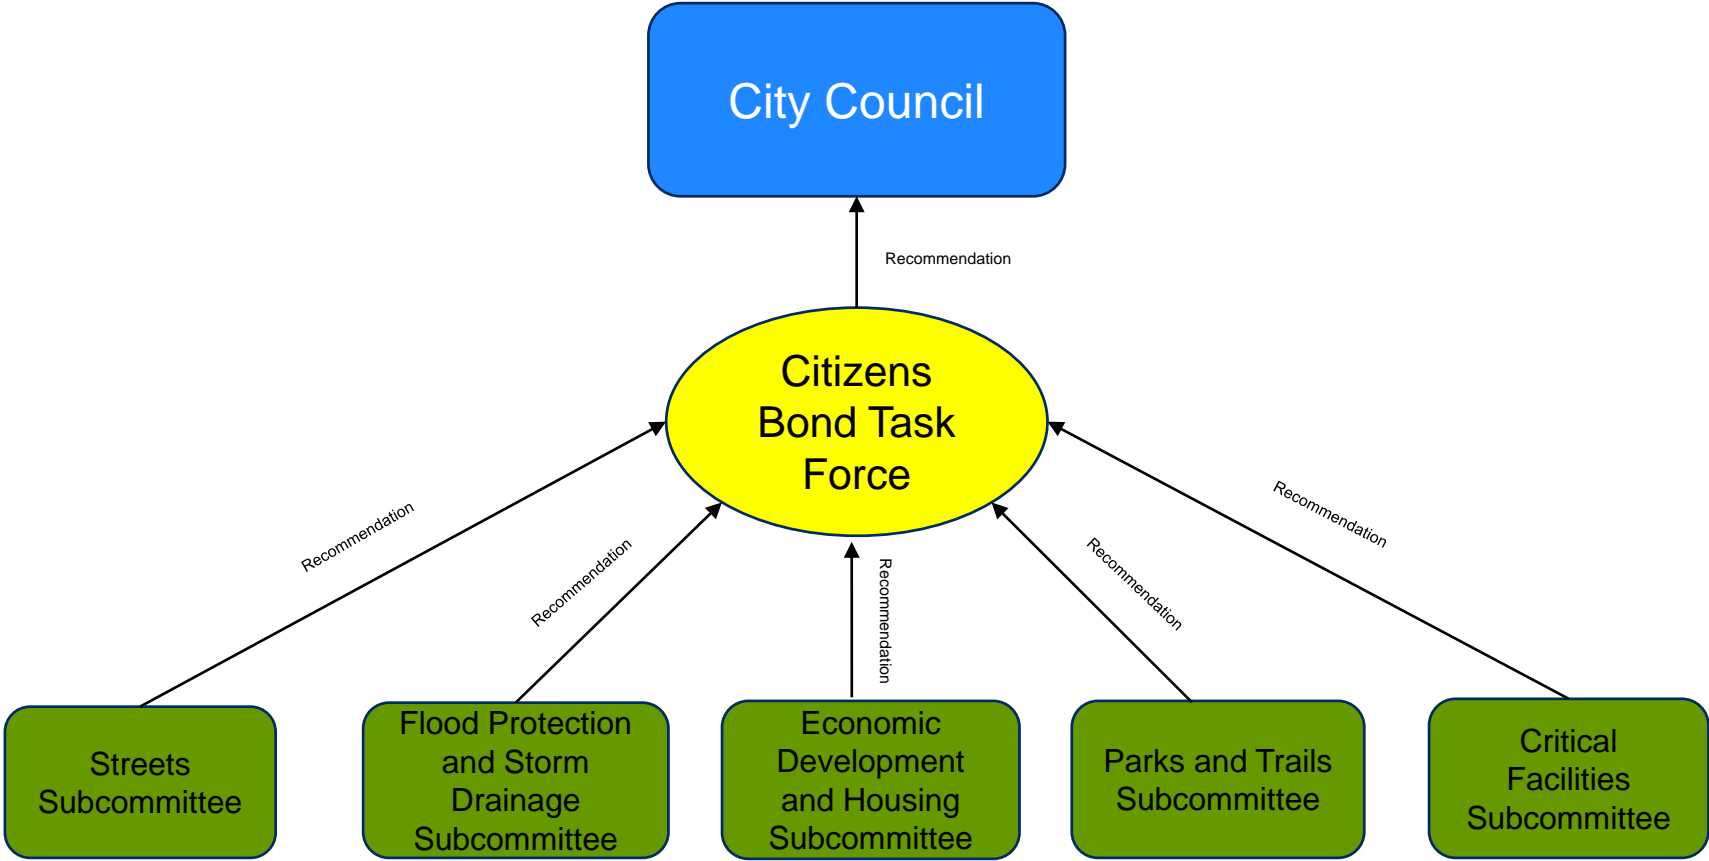 City Council
Recommendation
Citizens
Bond Task
Force
Recommendation
Recommendation
Recommendation
Recommendation
Recommendation
Streets
Subcommittee
Flood Protection
and Storm
Drainage
Subcommittee
Economic
Development
and Housing
Subcommittee
Parks and Trails
Subcommittee
Critical
Facilities
Subcommittee